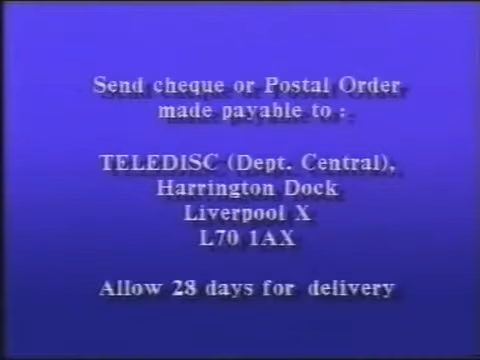 Send cheque or Postal Order
made payable to :
TELEDISC (Dept. Central),
Harrington Dock
Liverpool X
L70 1AX
Allow 28 days for delivery